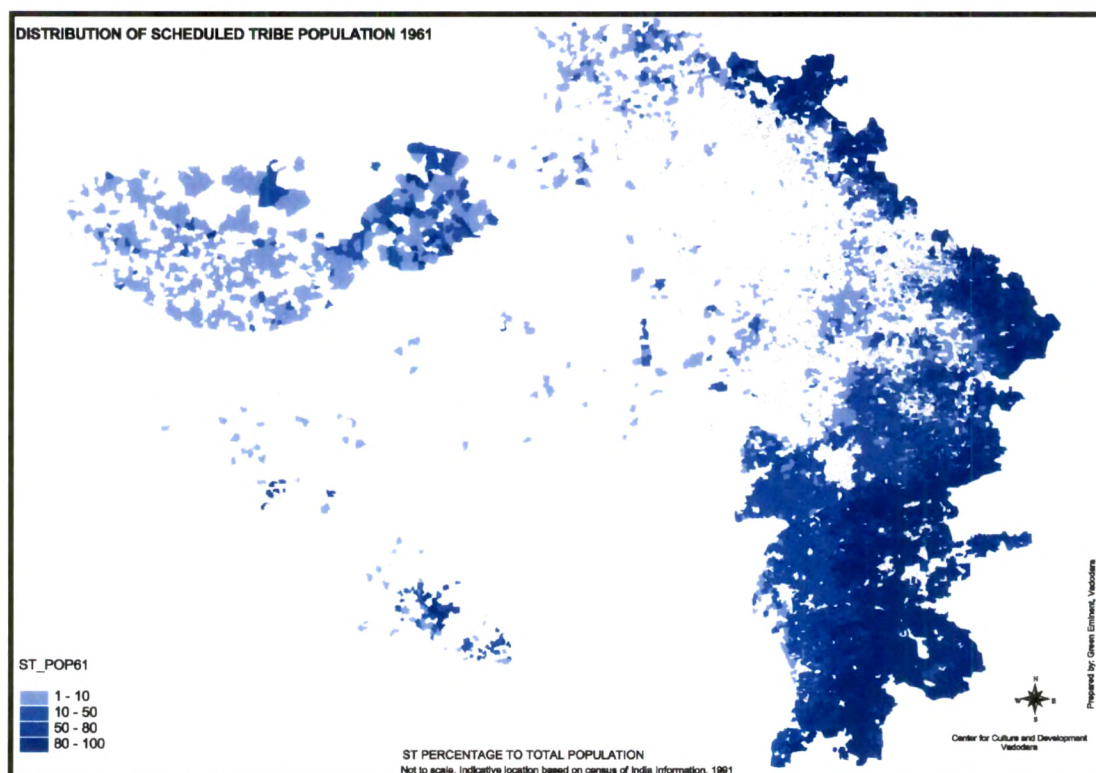 DISTRIBUTION OF SCHEDULED TRIBE POPULATION 1961
ST_POP61
1 - 10
10 - 50
50 - 80
80 - 100
ST PERCENTAGE TO TOTAL POPULATION
Not to scale. Indicative location based on census of India Information, 1991
N
W E
S
Center for Culture and Development
Vadodara
Prepared by: Green Eminent, Vadodara